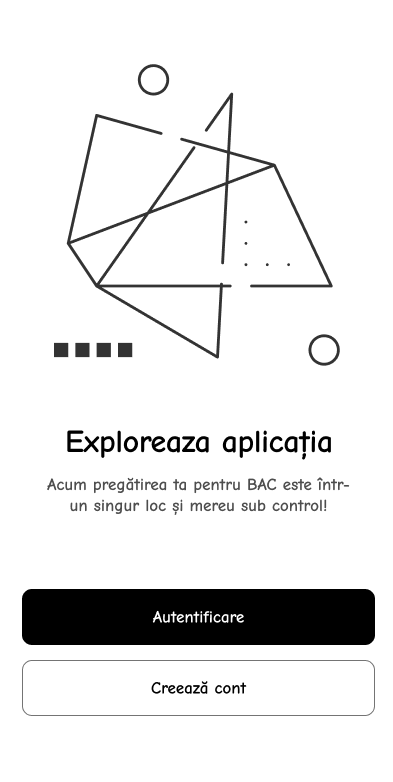 Exploreaza aplicația
Acum pregătirea ta pentru BAC este într-
un singur loc și mereu sub control!
Autentificare
Creează cont